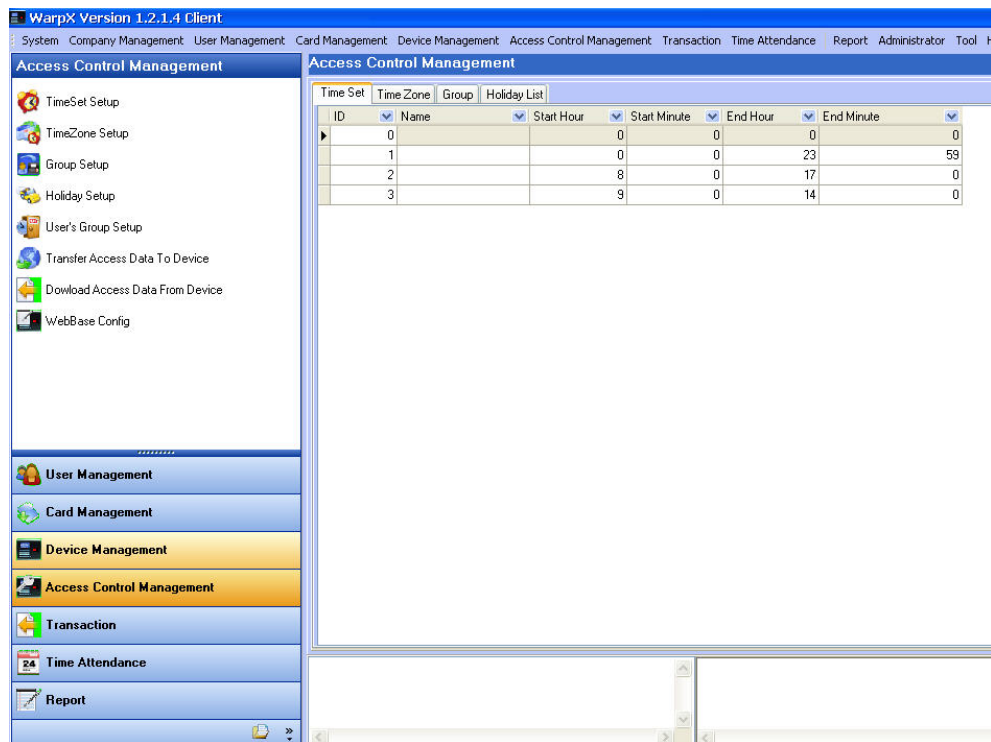 WarpX Version 1.2.1.4 Client
System Company Management User Management Card Management Device Management Access Control Management Transaction Time Attendance Report Administrator Tool H
Access Control Management
TimeSet Setup
TimeZone Setup
Group Setup
Holiday Setup
User's Group Setup
Transfer Access Data To Device
Dowload Access Data From Device
WebBase Config
User Management
Card Management
Device Management
Access Control Management
Transaction
24 Time Attendance
Report
Access Control Management
Time Set Time Zone Group Holiday List
ID Name Start Hour Start Minute End Hour End Minute
0 0 0 0 0
1 0 0 23 59
2 8 0 17 0
3 9 0 14 0